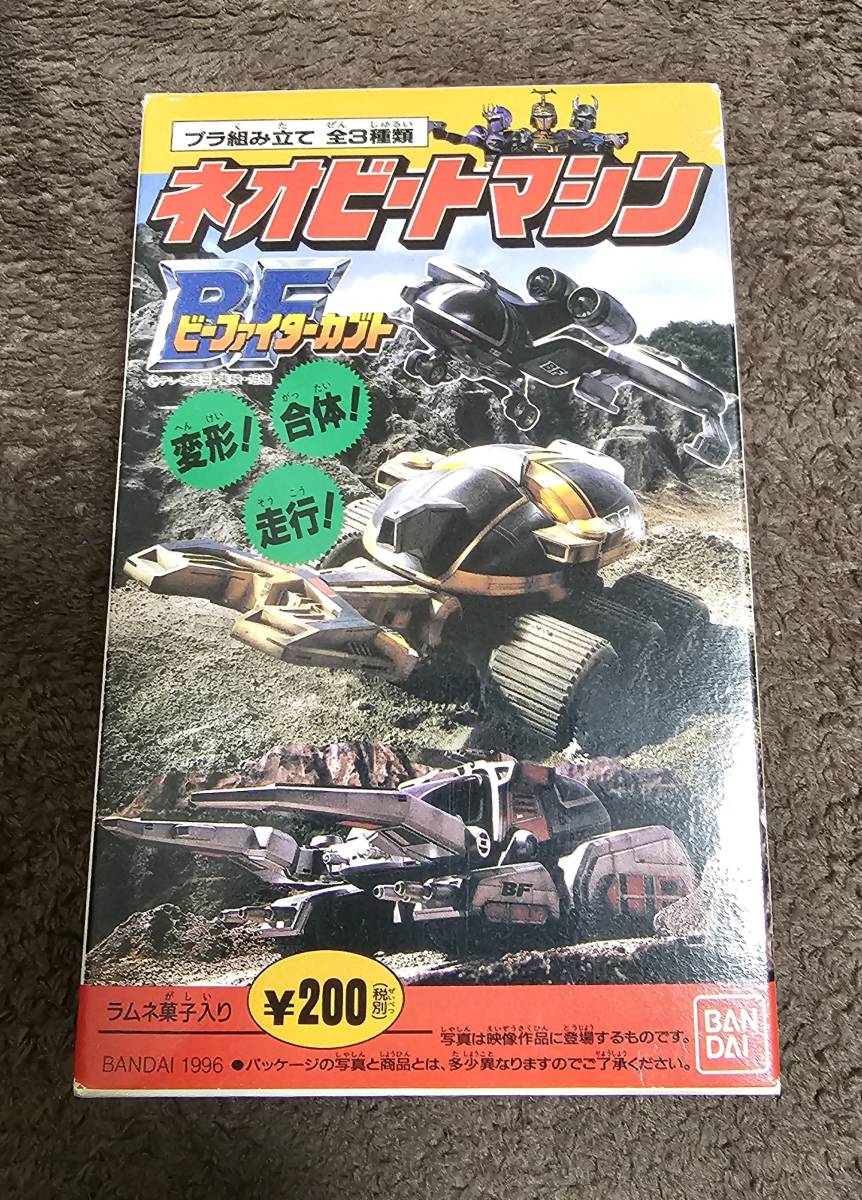 プラ組み立て 全3種類
ネオビートマシン
BF
ビーファイターカブト
変形!
合体!
走行!
BF
BF
ラムネ菓子入り
¥200(税別)
写真は映像作品に登場するものです。
BANDAI 1996 ●パッケージの写真と商品とは、多少異なりますのでご了承ください。
BAN
DAI